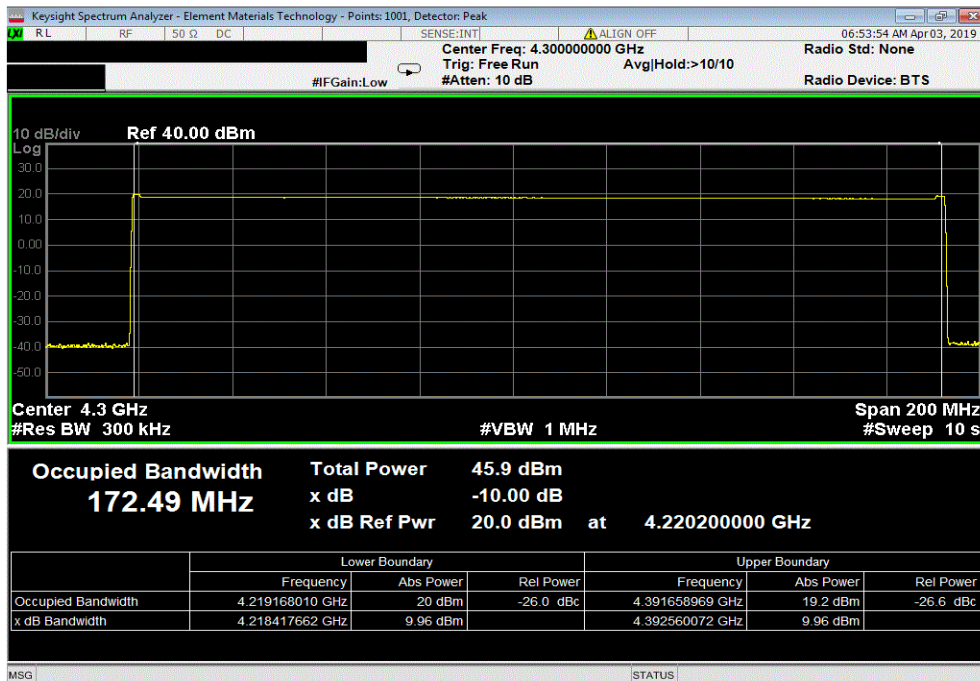 Keysight Spectrum Analyzer - Element Materials Technology - Points: 1001, Detector: Peak
LXI RL RF 50 Ω DC SENSE:INT ALIGN OFF 06:53:54 AM Apr 03, 2019
Center Freq: 4.300000000 GHz Radio Std: None
Trig: Free Run Avg|Hold:>10/10
#IFGain:Low #Atten: 10 dB Radio Device: BTS
10 dB/div Ref 40.00 dBm
Log
30.0
20.0
10.0
0.00
-10.0
-20.0
-30.0
-40.0
-50.0
Center 4.3 GHz Span 200 MHz
#Res BW 300 kHz #VBW 1 MHz #Sweep 10 s
Occupied Bandwidth Total Power 45.9 dBm
172.49 MHz x dB -10.00 dB
x dB Ref Pwr 20.0 dBm at 4.220200000 GHz
Lower Boundary Upper Boundary
Frequency Abs Power Rel Power Frequency Abs Power Rel Power
Occupied Bandwidth 4.219168010 GHz 20 dBm -26.0 dBc 4.391658969 GHz 19.2 dBm -26.6 dBc
x dB Bandwidth 4.218417662 GHz 9.96 dBm 4.392560072 GHz 9.96 dBm
MSG STATUS